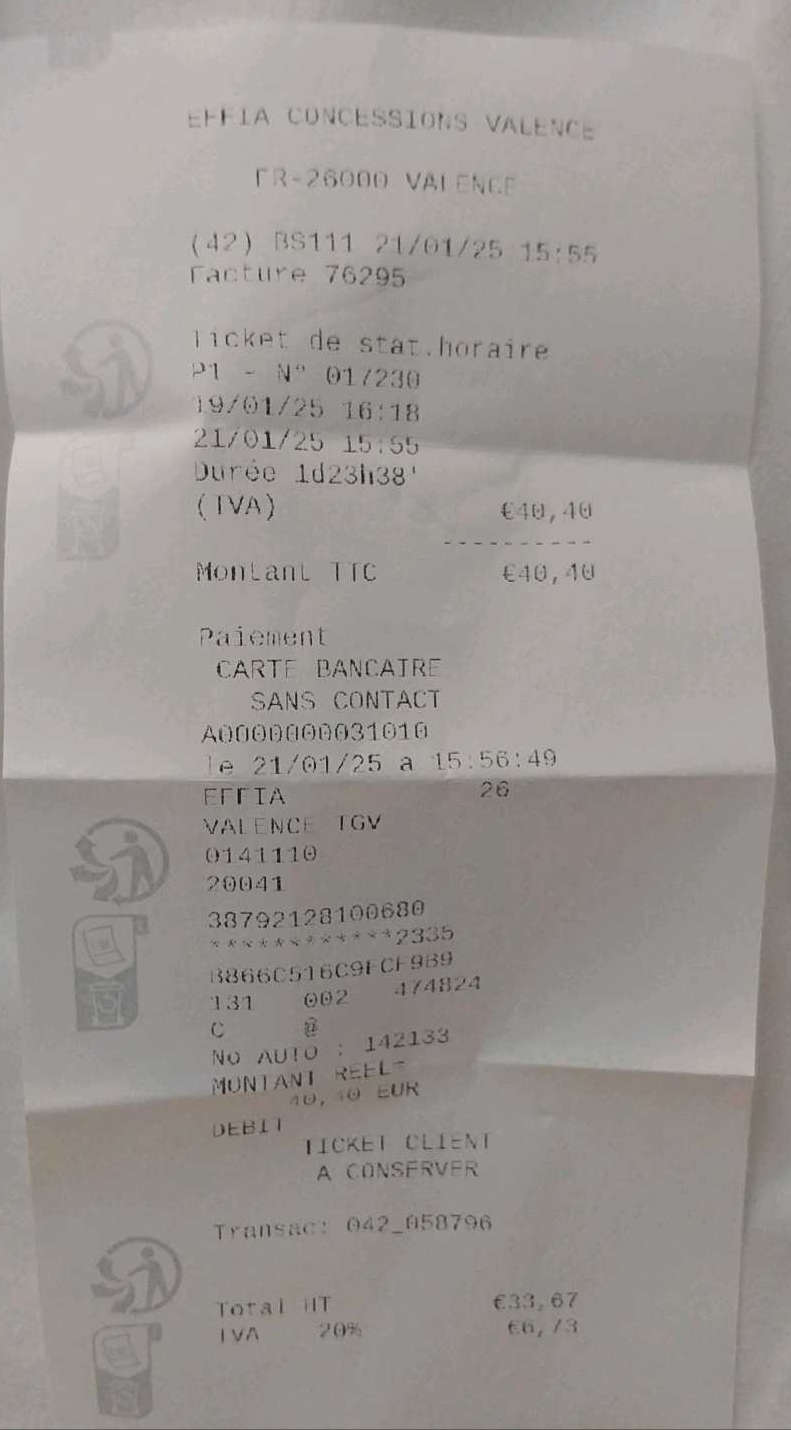 EFFIA CONCESSIONS VALENCE
FR-26000 VALENCE
(42) BS111 21/01/25 15:55
Facture 76295
Ticket de stat.horaire
P1 - N° 017230
19/01/25 16:18
21/01/25 15:55
Durée 1d23h38'
(TVA) €40,40
----------
Montant TTC €40,40
Paiement
CARTE BANCAIRE
SANS CONTACT
A0000000031010
le 21/01/25 a 15:56:49
EFFIA 26
VALENCE TGV
0141110
20041
38792128100680
************2335
B866C516C9FCF9B9
131 002 474824
C @
NO AUTO : 142133
MONTANT REEL=
40,40 EUR
DEBIT
TICKET CLIENT
A CONSERVER
Transac: 042_058796
Total HT €33,67
TVA 20% €6,73